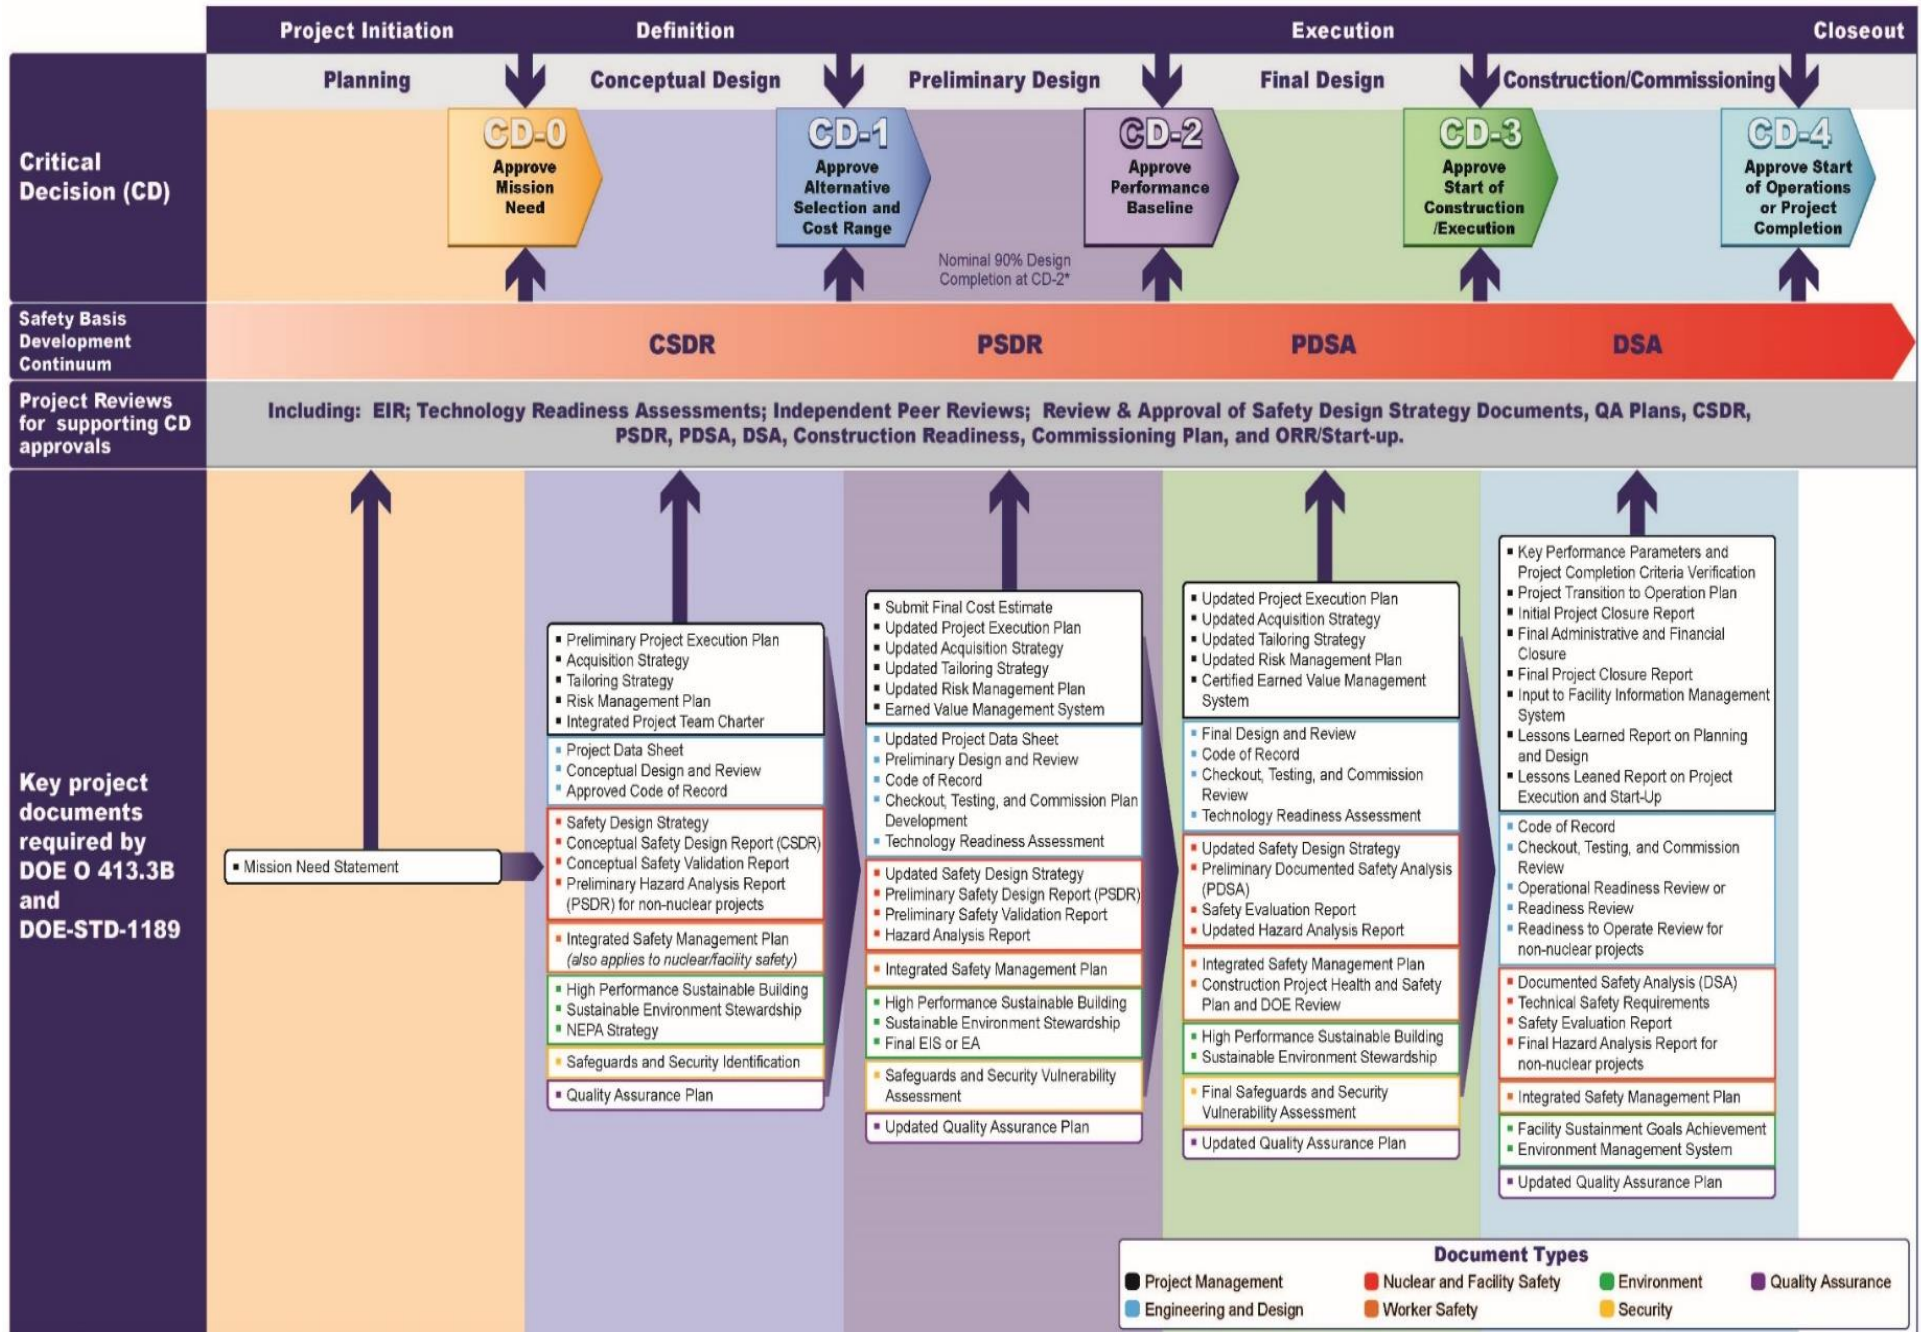 Project Initiation
Definition
Execution
Closeout
Planning
Conceptual Design
Preliminary Design
Final Design
Construction/Commissioning
Critical
Decision (CD)
CD-0
Approve
Mission
Need
CD-1
Approve
Alternative
Selection and
Cost Range
CD-2
Approve
Performance
Baseline
CD-3
Approve
Start of
Construction
/Execution
CD-4
Approve Start
of Operations
or Project
Completion
Nominal 90% Design
Completion at CD-2*
Safety Basis
Development
Continuum
CSDR
PSDR
PDSA
DSA
Project Reviews
for supporting CD
approvals
Including: EIR; Technology Readiness Assessments; Independent Peer Reviews; Review & Approval of Safety Design Strategy Documents, QA Plans, CSDR,
PSDR, PDSA, DSA, Construction Readiness, Commissioning Plan, and ORR/Start-up.
Key project
documents
required by
DOE O 413.3B
and
DOE-STD-1189
▪ Mission Need Statement
▪ Preliminary Project Execution Plan
▪ Acquisition Strategy
▪ Tailoring Strategy
▪ Risk Management Plan
▪ Integrated Project Team Charter
▪ Project Data Sheet
▪ Conceptual Design and Review
▪ Approved Code of Record
▪ Safety Design Strategy
▪ Conceptual Safety Design Report (CSDR)
▪ Conceptual Safety Validation Report
▪ Preliminary Hazard Analysis Report
(PSDR) for non-nuclear projects
▪ Integrated Safety Management Plan
(also applies to nuclear/facility safety)
▪ High Performance Sustainable Building
▪ Sustainable Environment Stewardship
▪ NEPA Strategy
▪ Safeguards and Security Identification
▪ Quality Assurance Plan
▪ Submit Final Cost Estimate
▪ Updated Project Execution Plan
▪ Updated Acquisition Strategy
▪ Updated Tailoring Strategy
▪ Updated Risk Management Plan
▪ Earned Value Management System
▪ Updated Project Data Sheet
▪ Preliminary Design and Review
▪ Code of Record
▪ Checkout, Testing, and Commission Plan
Development
▪ Technology Readiness Assessment
▪ Updated Safety Design Strategy
▪ Preliminary Safety Design Report (PSDR)
▪ Preliminary Safety Validation Report
▪ Hazard Analysis Report
▪ Integrated Safety Management Plan
▪ High Performance Sustainable Building
▪ Sustainable Environment Stewardship
▪ Final EIS or EA
▪ Safeguards and Security Vulnerability
Assessment
▪ Updated Quality Assurance Plan
▪ Updated Project Execution Plan
▪ Updated Acquisition Strategy
▪ Updated Tailoring Strategy
▪ Updated Risk Management Plan
▪ Certified Earned Value Management
System
▪ Final Design and Review
▪ Code of Record
▪ Checkout, Testing, and Commission
Review
▪ Technology Readiness Assessment
▪ Updated Safety Design Strategy
▪ Preliminary Documented Safety Analysis
(PDSA)
▪ Safety Evaluation Report
▪ Updated Hazard Analysis Report
▪ Integrated Safety Management Plan
▪ Construction Project Health and Safety
Plan and DOE Review
▪ High Performance Sustainable Building
▪ Sustainable Environment Stewardship
▪ Final Safeguards and Security
Vulnerability Assessment
▪ Updated Quality Assurance Plan
▪ Key Performance Parameters and
Project Completion Criteria Verification
▪ Project Transition to Operation Plan
▪ Initial Project Closure Report
▪ Final Administrative and Financial
Closure
▪ Final Project Closure Report
▪ Input to Facility Information Management
System
▪ Lessons Learned Report on Planning
and Design
▪ Lessons Leaned Report on Project
Execution and Start-Up
▪ Code of Record
▪ Checkout, Testing, and Commission
Review
▪ Operational Readiness Review or
▪ Readiness Review
▪ Readiness to Operate Review for
non-nuclear projects
▪ Documented Safety Analysis (DSA)
▪ Technical Safety Requirements
▪ Safety Evaluation Report
▪ Final Hazard Analysis Report for
non-nuclear projects
▪ Integrated Safety Management Plan
▪ Facility Sustainment Goals Achievement
▪ Environment Management System
▪ Updated Quality Assurance Plan
Document Types
Project Management
Nuclear and Facility Safety
Environment
Quality Assurance
Engineering and Design
Worker Safety
Security